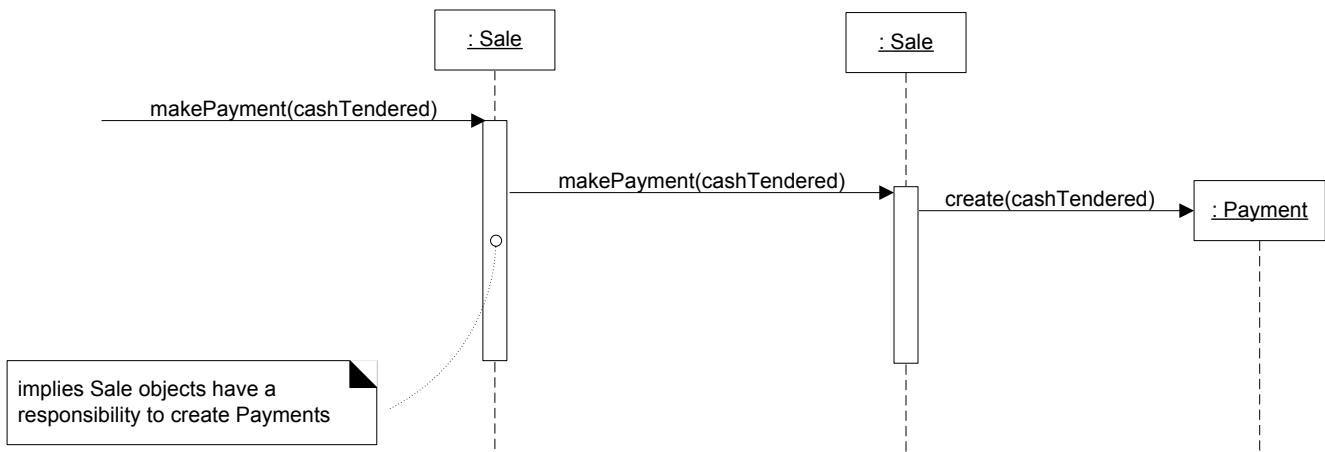 : Sale
: Sale
makePayment(cashTendered)
makePayment(cashTendered)
create(cashTendered)
: Payment
implies Sale objects have a
responsibility to create Payments